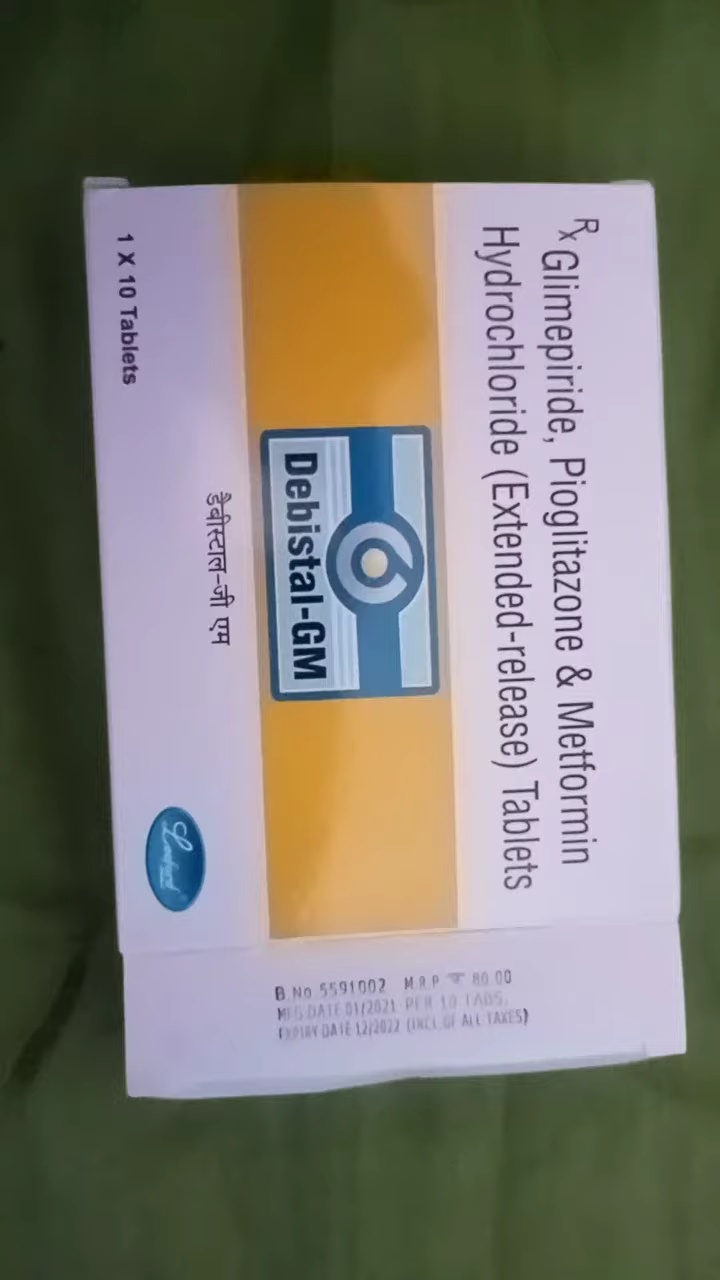 Rx Glimepiride, Pioglitazone & Metformin
Hydrochloride (Extended-release) Tablets
Debistal-GM
डैबीस्टाल-जी एम
1 X 10 Tablets
B.No. 5591002 M.R.P ₹ 80.00
MFG.DATE 01/2021 PER 10 TABS.
EXPIRY DATE 12/2022 (INCL.OF ALL TAXES)